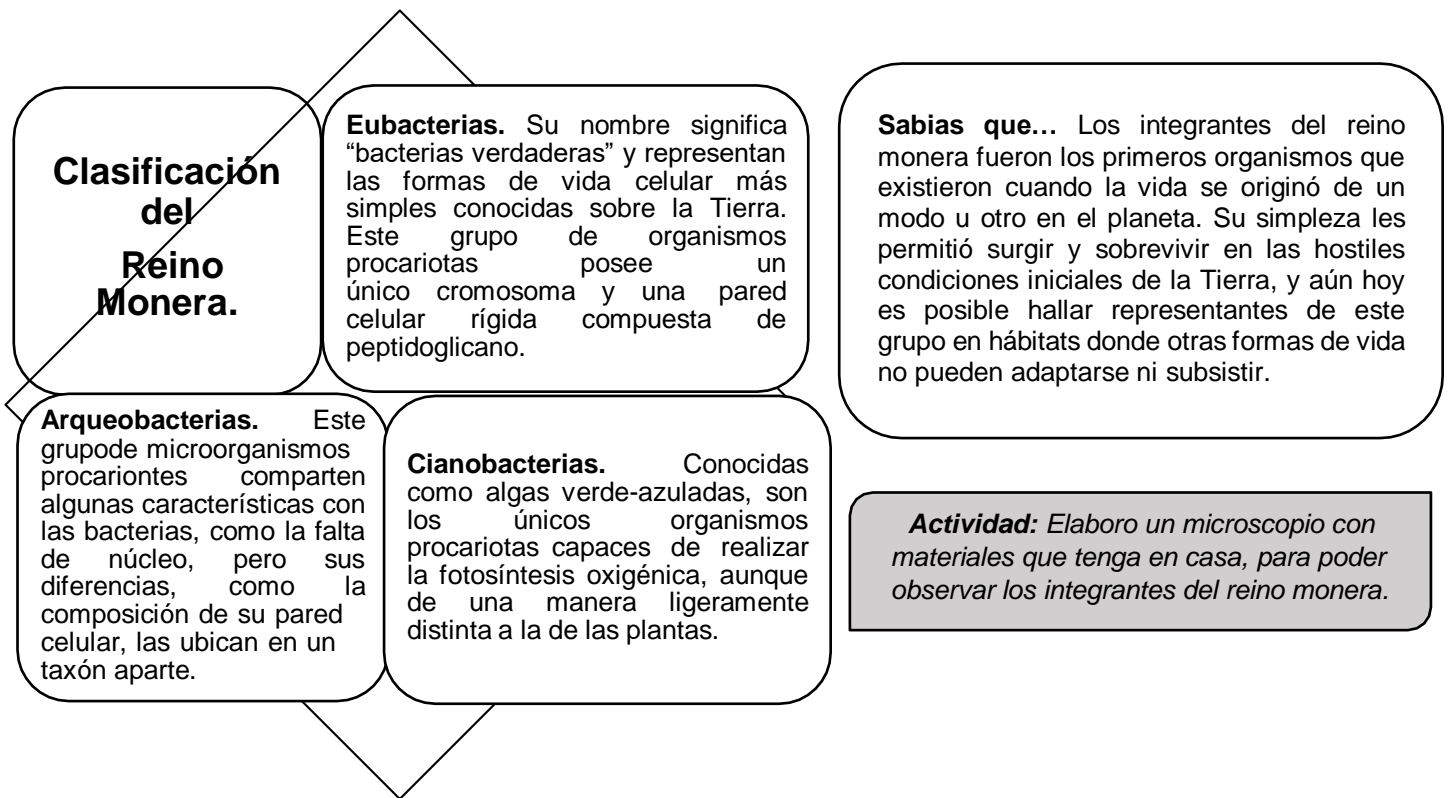 Clasificación
del
Reino
Monera.
Eubacterias. Su nombre significa
“bacterias verdaderas” y representan
las formas de vida celular más
simples conocidas sobre la Tierra.
Este grupo de organismos
procariotas posee un
único cromosoma y una pared
celular rígida compuesta de
peptidoglicano.
Arqueobacterias. Este
grupode microorganismos
procariontes comparten
algunas características con
las bacterias, como la falta
de núcleo, pero sus
diferencias, como la
composición de su pared
celular, las ubican en un
taxón aparte.
Cianobacterias. Conocidas
como algas verde-azuladas, son
los únicos organismos
procariotas capaces de realizar
la fotosíntesis oxigénica, aunque
de una manera ligeramente
distinta a la de las plantas.
Sabias que… Los integrantes del reino
monera fueron los primeros organismos que
existieron cuando la vida se originó de un
modo u otro en el planeta. Su simpleza les
permitió surgir y sobrevivir en las hostiles
condiciones iniciales de la Tierra, y aún hoy
es posible hallar representantes de este
grupo en hábitats donde otras formas de vida
no pueden adaptarse ni subsistir.
Actividad: Elaboro un microscopio con
materiales que tenga en casa, para poder
observar los integrantes del reino monera.